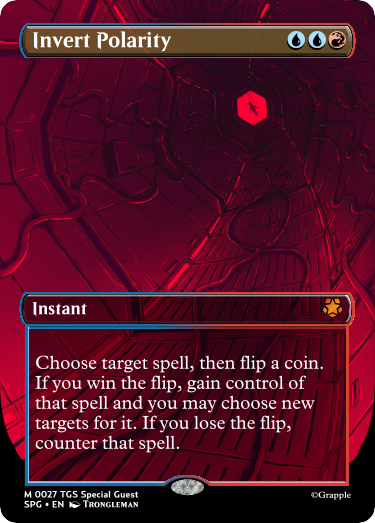 Invert Polarity
Instant
Choose target spell, then flip a coin.
If you win the flip, gain control of
that spell and you may choose new
targets for it. If you lose the flip,
counter that spell.
M 0027 TGS Special Guest
SPG • EN Trongleman
©Grapple